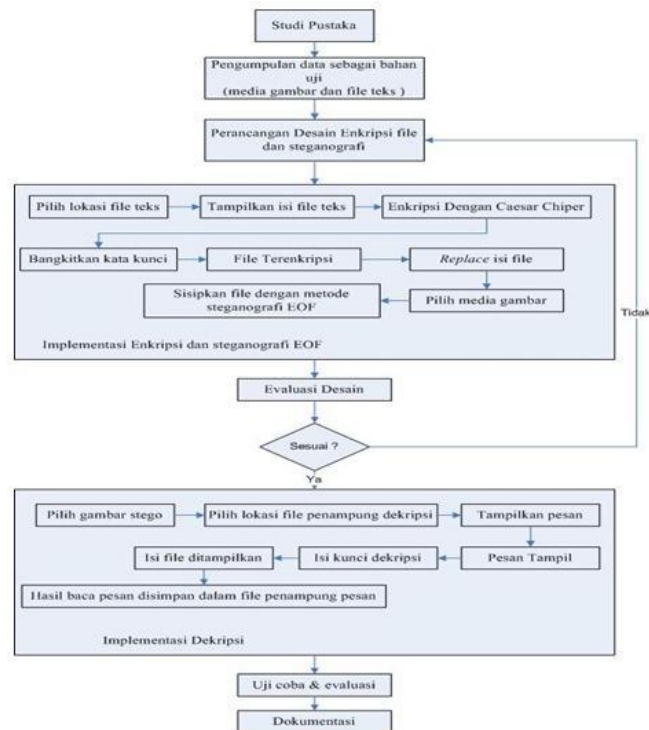 Studi Pustaka
Pengumpulan data sebagai bahan
uji
(media gambar dan file teks )
Perancangan Desain Enkripsi file
dan steganografi
Pilih lokasi file teks
Tampilkan isi file teks
Enkripsi Dengan Caesar Chiper
Bangkitkan kata kunci
File Terenkripsi
Replace isi file
Sisipkan file dengan metode
steganografi EOF
Pilih media gambar
Tidak
Implementasi Enkripsi dan steganografi EOF
Evaluasi Desain
Sesuai ?
Ya
Pilih gambar stego
Pilih lokasi file penampung dekripsi
Tampilkan pesan
Isi file ditampilkan
Isi kunci dekripsi
Pesan Tampil
Hasil baca pesan disimpan dalam file penampung pesan
Implementasi Dekripsi
Uji coba & evaluasi
Dokumentasi